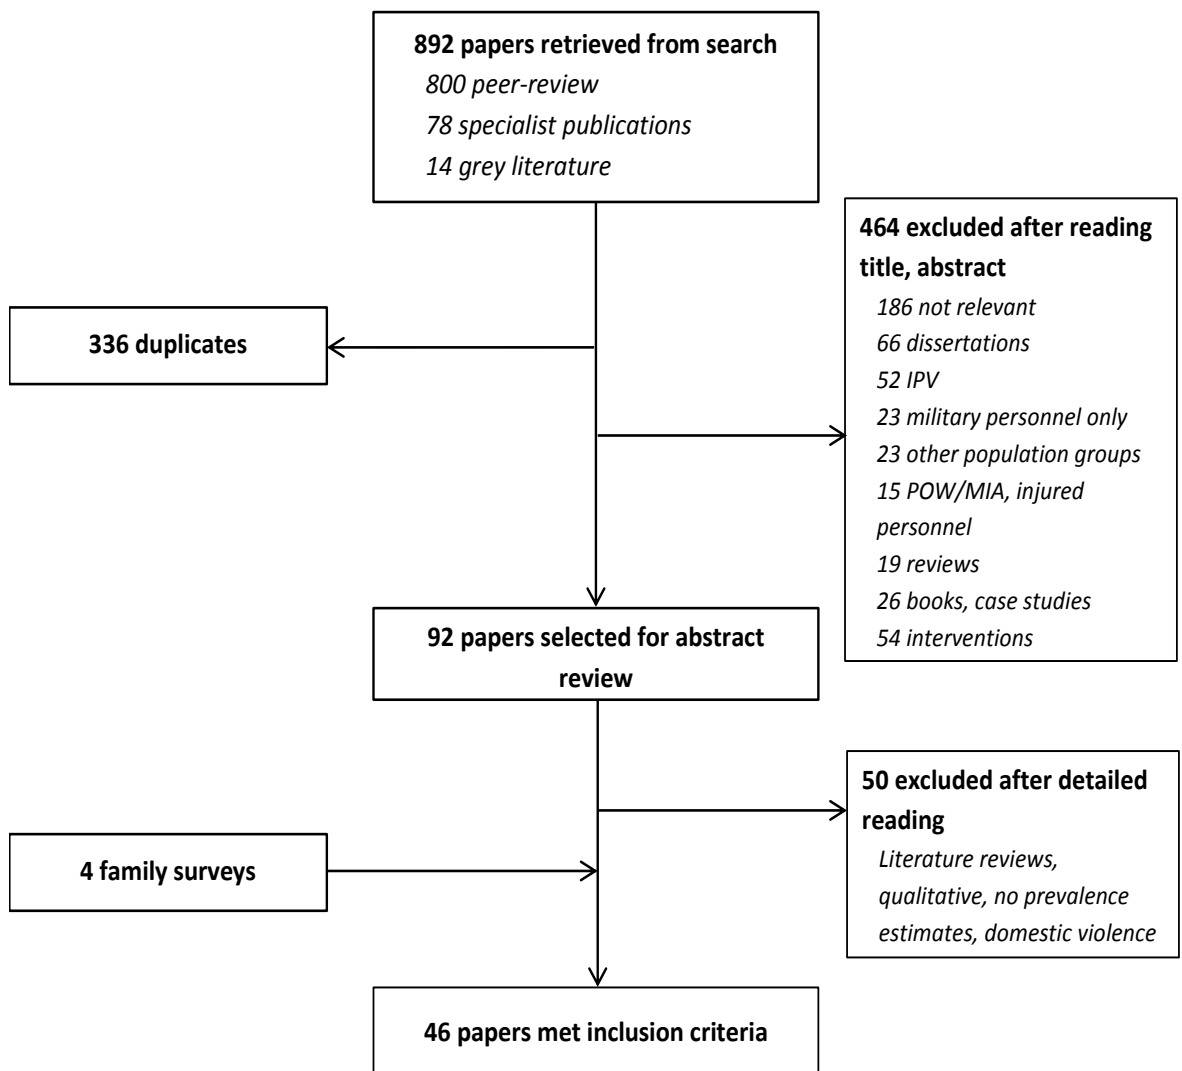 892 papers retrieved from search
800 peer-review
78 specialist publications
14 grey literature
464 excluded after reading
title, abstract
186 not relevant
66 dissertations
52 IPV
23 military personnel only
23 other population groups
15 POW/MIA, injured
personnel
19 reviews
26 books, case studies
54 interventions
336 duplicates
92 papers selected for abstract
review
50 excluded after detailed
reading
Literature reviews,
qualitative, no prevalence
estimates, domestic violence
4 family surveys
46 papers met inclusion criteria